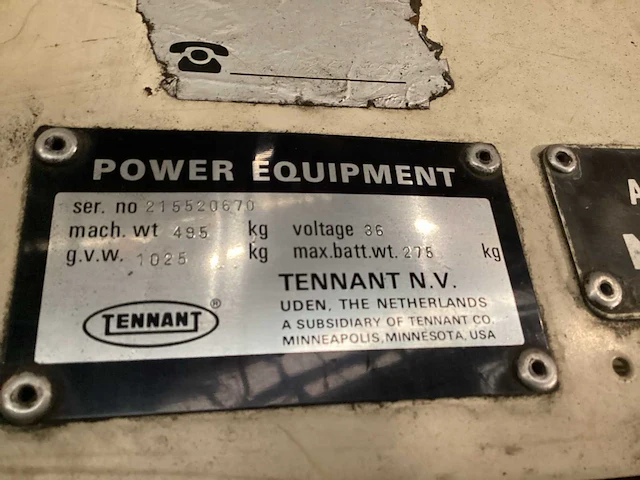 POWER EQUIPMENT
ser. no 215520670
mach. wt 495 kg voltage 36
g.v.w. 1025 kg max.batt.wt. 275 kg
TENNANT N.V.
UDEN, THE NETHERLANDS
TENNANT ®
A SUBSIDIARY OF TENNANT CO.
MINNEAPOLIS, MINNESOTA, USA
A